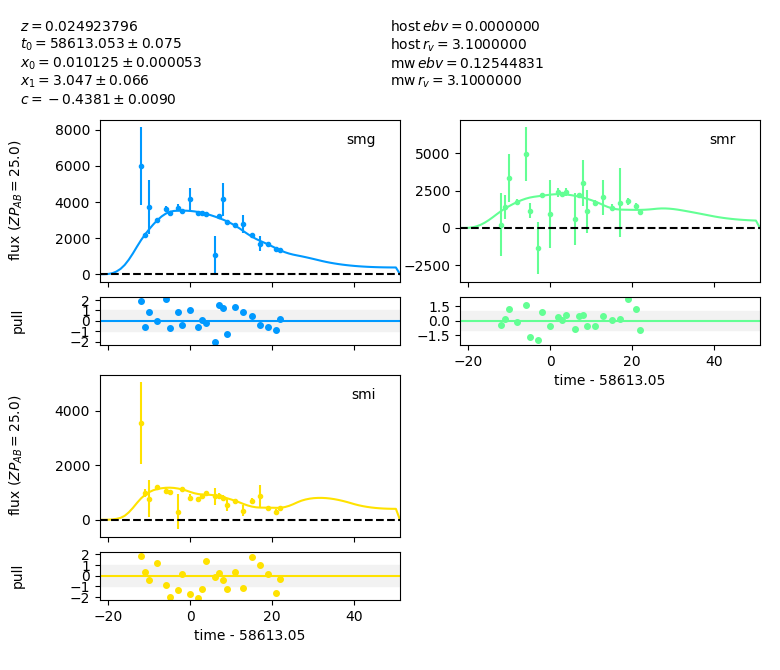 z = 0.024923796
t0 = 58613.053 ± 0.075
x0 = 0.010125 ± 0.000053
x1 = 3.047 ± 0.066
c = −0.4381 ± 0.0090
host ebv = 0.0000000
host rv = 3.1000000
mw ebv = 0.12544831
mw rv = 3.1000000
smg
8000
6000
4000
2000
0
flux (ZPAB = 25.0)
2
1
0
−1
−2
pull
smr
5000
2500
0
−2500
1.5
0.0
−1.5
−20
0
20
40
time - 58613.05
smi
4000
2000
0
flux (ZPAB = 25.0)
2
1
0
−1
−2
pull
−20
0
20
40
time - 58613.05